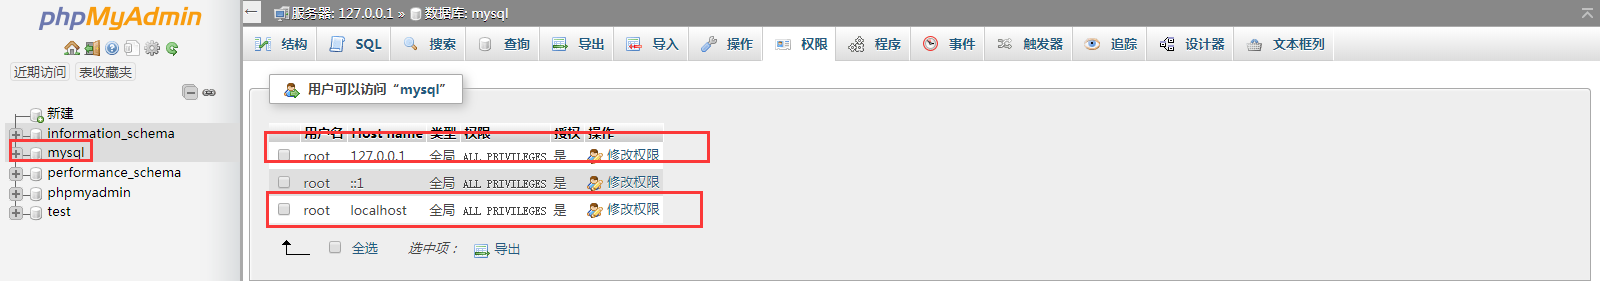 phpMyAdmin
近期访问 表收藏夹
新建
information_schema
mysql
performance_schema
phpmyadmin
test
服务器: 127.0.0.1 » 数据库: mysql
结构 SQL 搜索 查询 导出 导入 操作 权限 程序 事件 触发器 追踪 设计器 文本框列
用户可以访问“mysql”
用户名 Host name 类型 权限 授权 操作
root 127.0.0.1 全局 ALL PRIVILEGES 是 修改权限
root ::1 全局 ALL PRIVILEGES 是 修改权限
root localhost 全局 ALL PRIVILEGES 是 修改权限
全选 选中项： 导出